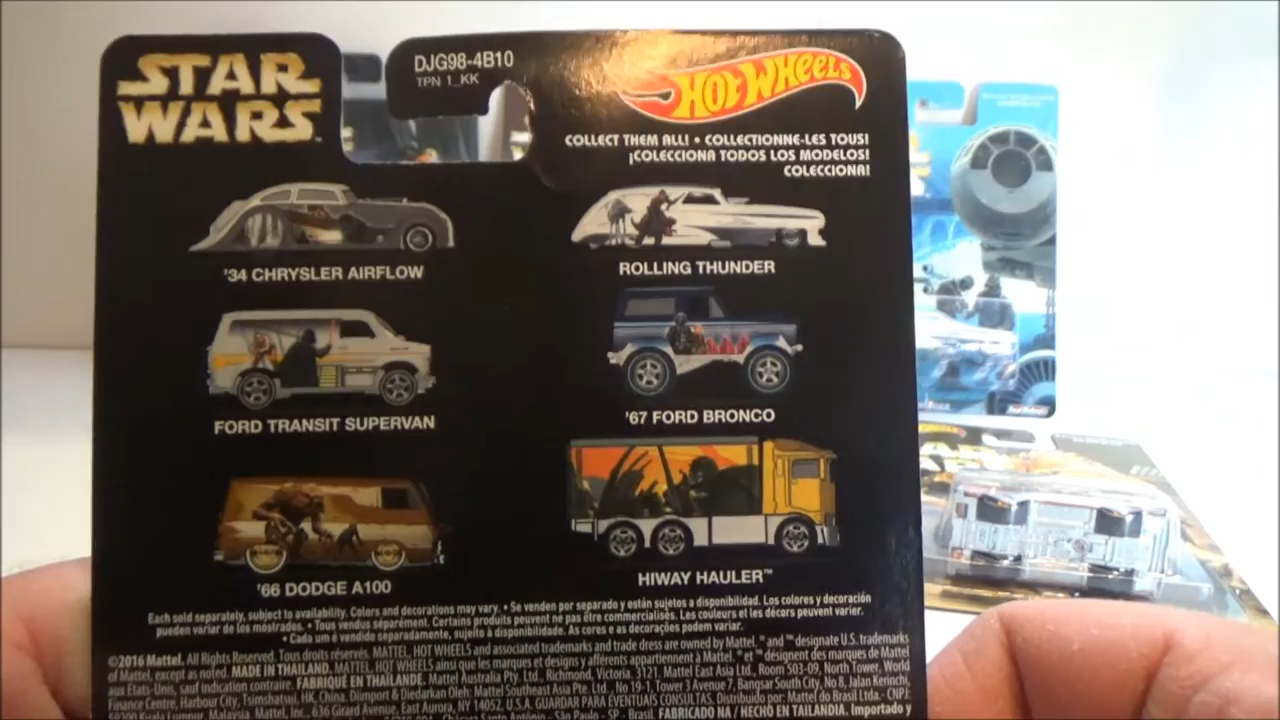 STAR
WARS
DJG98-4B10
TPN 1_KK
HOT WHEELS
COLLECT THEM ALL! • COLLECTIONNE-LES TOUS!
¡COLECCIONA TODOS LOS MODELOS!
COLECCIONA!
'34 CHRYSLER AIRFLOW
ROLLING THUNDER
FORD TRANSIT SUPERVAN
'67 FORD BRONCO
'66 DODGE A100
HIWAY HAULER™
Each sold separately, subject to availability. Colors and decorations may vary. • Se venden por separado y están sujetos a disponibilidad. Los colores y decoración
pueden variar de los mostrados. • Tous vendus séparément. Certains produits peuvent ne pas être commercialisés. Les couleurs et les décors peuvent varier.
• Cada um é vendido separadamente, sujeito à disponibilidade. As cores e as decorações podem variar.
©2016 Mattel. All Rights Reserved. Tous droits réservés. MATTEL, HOT WHEELS and associated trademarks and trade dress are owned by Mattel. ™ and ™ designate U.S. trademarks
of Mattel, except as noted. MADE IN THAILAND. MATTEL, HOT WHEELS ainsi que les marques et designs y afférents appartiennent à Mattel. ™ et ™ désignent des marques de Mattel
aux États-Unis, sauf indication contraire. FABRIQUÉ EN THAÏLANDE. Mattel Australia Pty. Ltd., Richmond, Victoria. 3121. Mattel East Asia Ltd., Room 503-09, North Tower, World
Finance Centre, Harbour City, Tsimshatsui, HK, China. Diimport & Diedarkan Oleh: Mattel Southeast Asia Pte. Ltd., No 19-1, Tower 3 Avenue 7, Bangsar South City, No 8, Jalan Kerinchi,
59200 Kuala Lumpur, Malaysia. Mattel, Inc., 636 Girard Avenue, East Aurora, NY 14052, U.S.A. GUARDAR PARA EVENTUAIS CONSULTAS. Distribuido por: Mattel do Brasil Ltda.- CNPJ:
Chácara Santo Antônio - São Paulo - SP - Brasil. FABRICADO NA / HECHO EN TAILANDIA. Importado y